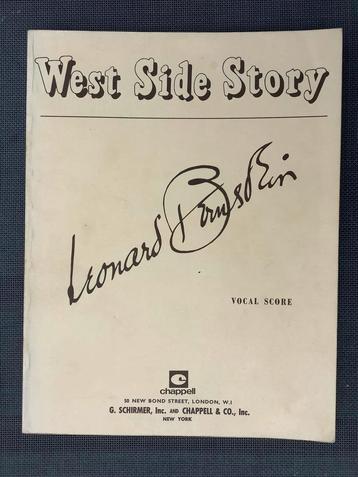 West Side Story
Leonard Bernstein
VOCAL SCORE
chappell
50 NEW BOND STREET, LONDON, W.1
G. SCHIRMER, Inc. AND CHAPPELL & CO., Inc.
NEW YORK